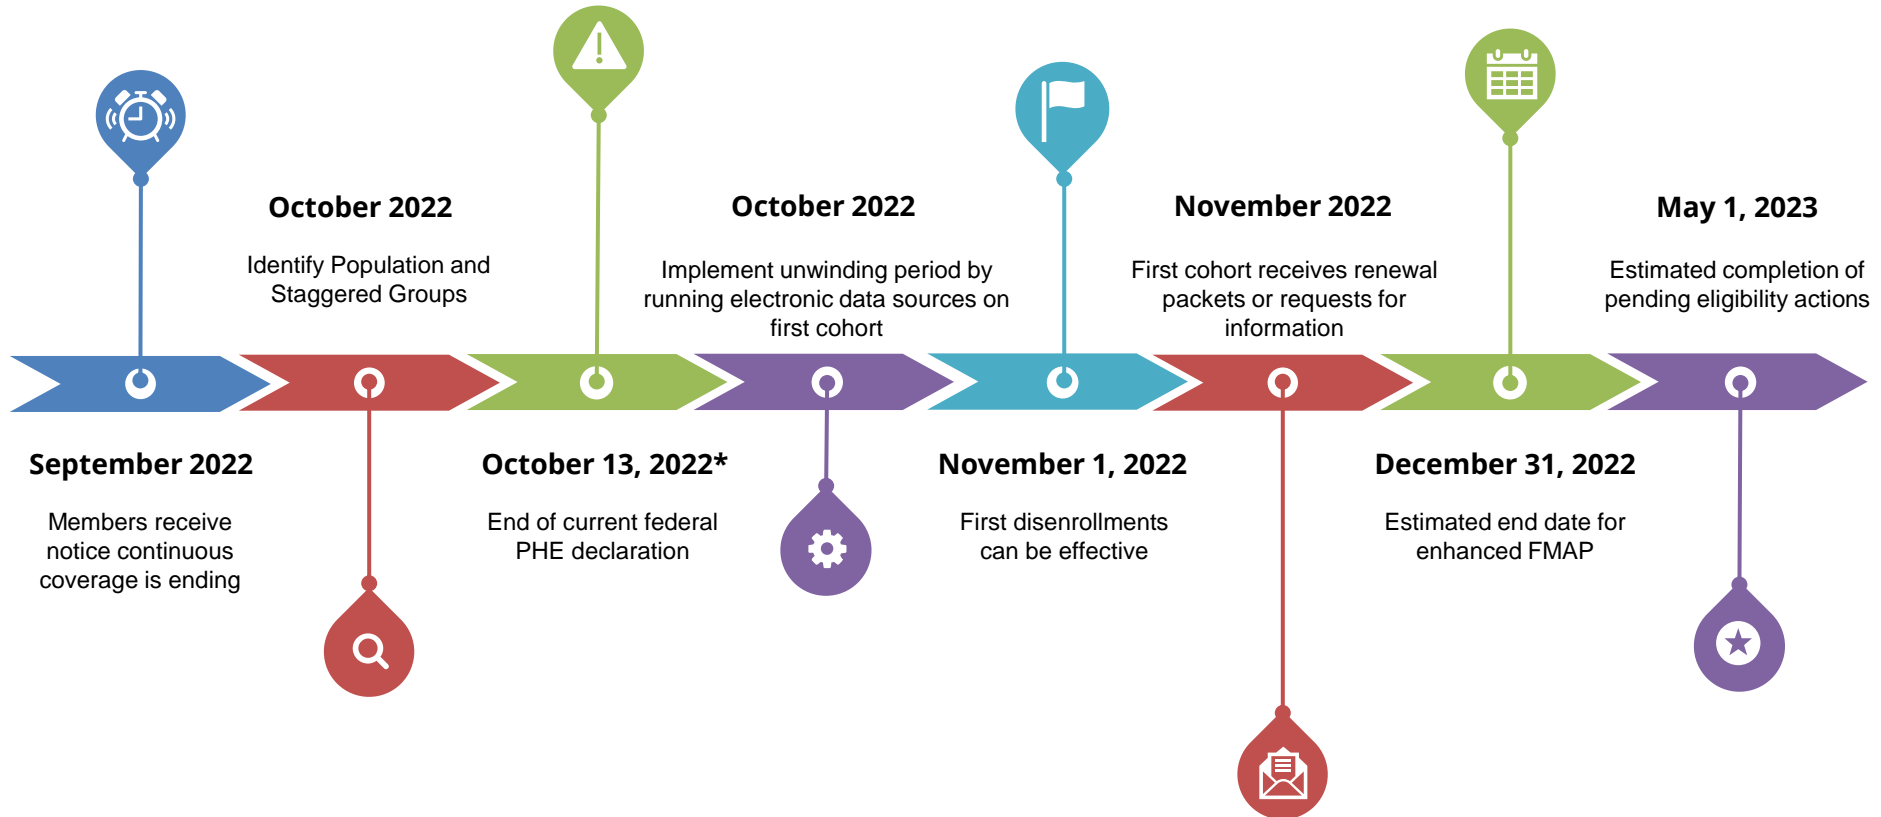 September 2022
Members receive
notice continuous
coverage is ending
October 2022
Identify Population and
Staggered Groups
October 13, 2022*
End of current federal
PHE declaration
October 2022
Implement unwinding period by
running electronic data sources on
first cohort
November 1, 2022
First disenrollments
can be effective
November 2022
First cohort receives renewal
packets or requests for
information
December 31, 2022
Estimated end date for
enhanced FMAP
May 1, 2023
Estimated completion of
pending eligibility actions